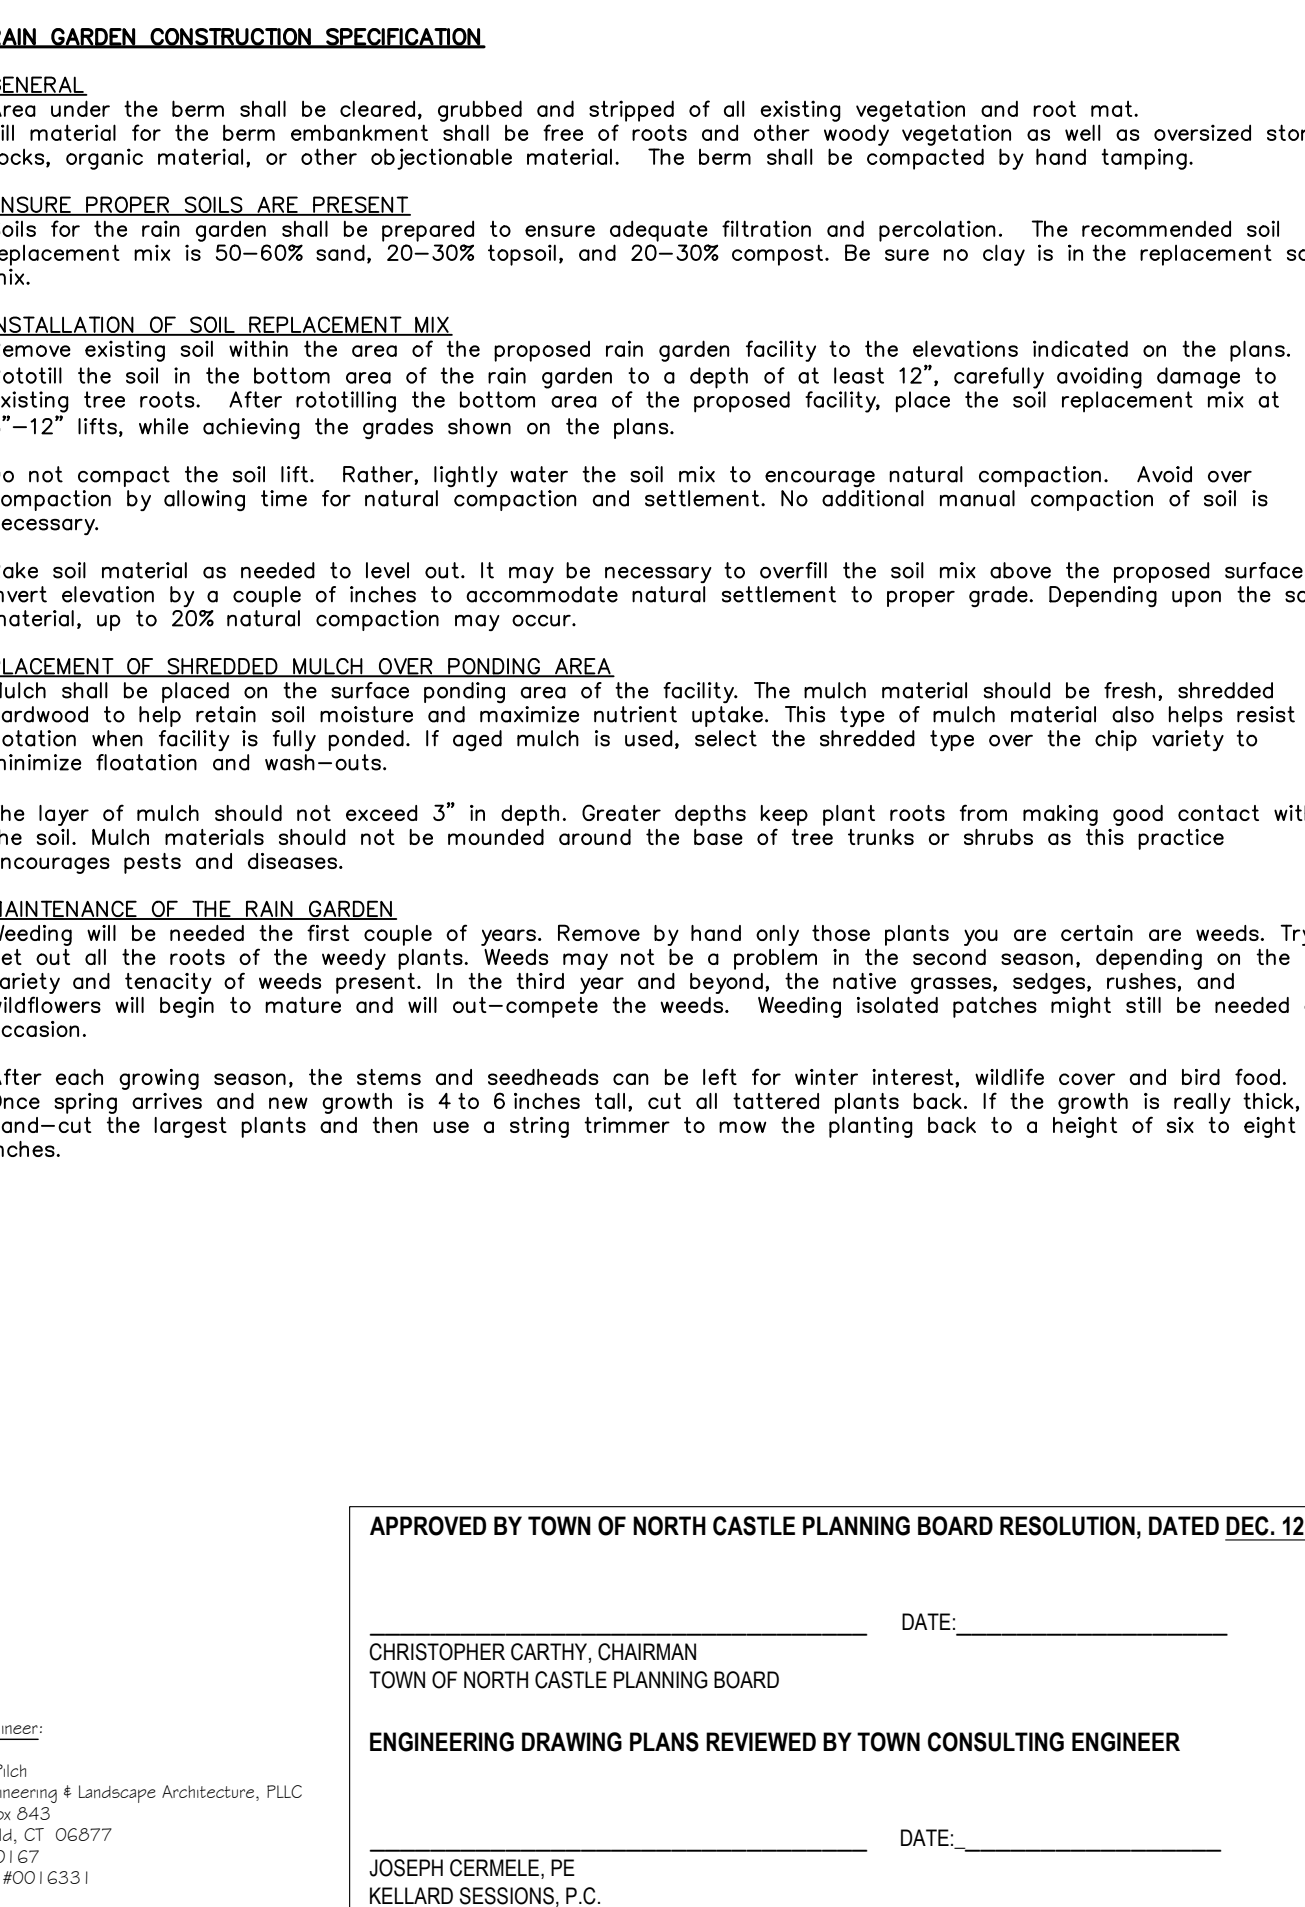 RAIN GARDEN CONSTRUCTION SPECIFICATION
GENERAL
Area under the berm shall be cleared, grubbed and stripped of all existing vegetation and root mat.
ill material for the berm embankment shall be free of roots and other woody vegetation as well as oversized
ocks, organic material, or other objectionable material. The berm shall be compacted by hand tamping.
ENSURE PROPER SOILS ARE PRESENT
oils for the rain garden shall be prepared to ensure adequate filtration and percolation. The recommended soil
eplacement mix is 50–60% sand, 20–30% topsoil, and 20–30% compost. Be sure no clay is in the replacement
mix.
INSTALLATION OF SOIL REPLACEMENT MIX
emove existing soil within the area of the proposed rain garden facility to the elevations indicated on the plans.
ototill the soil in the bottom area of the rain garden to a depth of at least 12", carefully avoiding damage to
xisting tree roots. After rototilling the bottom area of the proposed facility, place the soil replacement mix at
"–12" lifts, while achieving the grades shown on the plans.
Do not compact the soil lift. Rather, lightly water the soil mix to encourage natural compaction. Avoid over
ompaction by allowing time for natural compaction and settlement. No additional manual compaction of soil is
ecessary.
ake soil material as needed to level out. It may be necessary to overfill the soil mix above the proposed surface
nvert elevation by a couple of inches to accommodate natural settlement to proper grade. Depending upon the
material, up to 20% natural compaction may occur.
PLACEMENT OF SHREDDED MULCH OVER PONDING AREA
Mulch shall be placed on the surface ponding area of the facility. The mulch material should be fresh, shredded
ardwood to help retain soil moisture and maximize nutrient uptake. This type of mulch material also helps resist
otation when facility is fully ponded. If aged mulch is used, select the shredded type over the chip variety to
minimize floatation and wash–outs.
he layer of mulch should not exceed 3" in depth. Greater depths keep plant roots from making good contact with
he soil. Mulch materials should not be mounded around the base of tree trunks or shrubs as this practice
encourages pests and diseases.
MAINTENANCE OF THE RAIN GARDEN
Weeding will be needed the first couple of years. Remove by hand only those plants you are certain are weeds. Try
et out all the roots of the weedy plants. Weeds may not be a problem in the second season, depending on the
ariety and tenacity of weeds present. In the third year and beyond, the native grasses, sedges, rushes, and
wildflowers will begin to mature and will out–compete the weeds. Weeding isolated patches might still be needed
occasion.
After each growing season, the stems and seedheads can be left for winter interest, wildlife cover and bird food.
Once spring arrives and new growth is 4 to 6 inches tall, cut all tattered plants back. If the growth is really thick,
and–cut the largest plants and then use a string trimmer to mow the planting back to a height of six to eight
nches.
APPROVED BY TOWN OF NORTH CASTLE PLANNING BOARD RESOLUTION, DATED DEC. 12
DATE:
CHRISTOPHER CARTHY, CHAIRMAN
TOWN OF NORTH CASTLE PLANNING BOARD
ENGINEERING DRAWING PLANS REVIEWED BY TOWN CONSULTING ENGINEER
DATE:
JOSEPH CERMELE, PE
KELLARD SESSIONS, P.C.
ineer:
Pilch
ineering & Landscape Architecture, PLLC
ox 843
ld, CT 06877
0167
#0016331